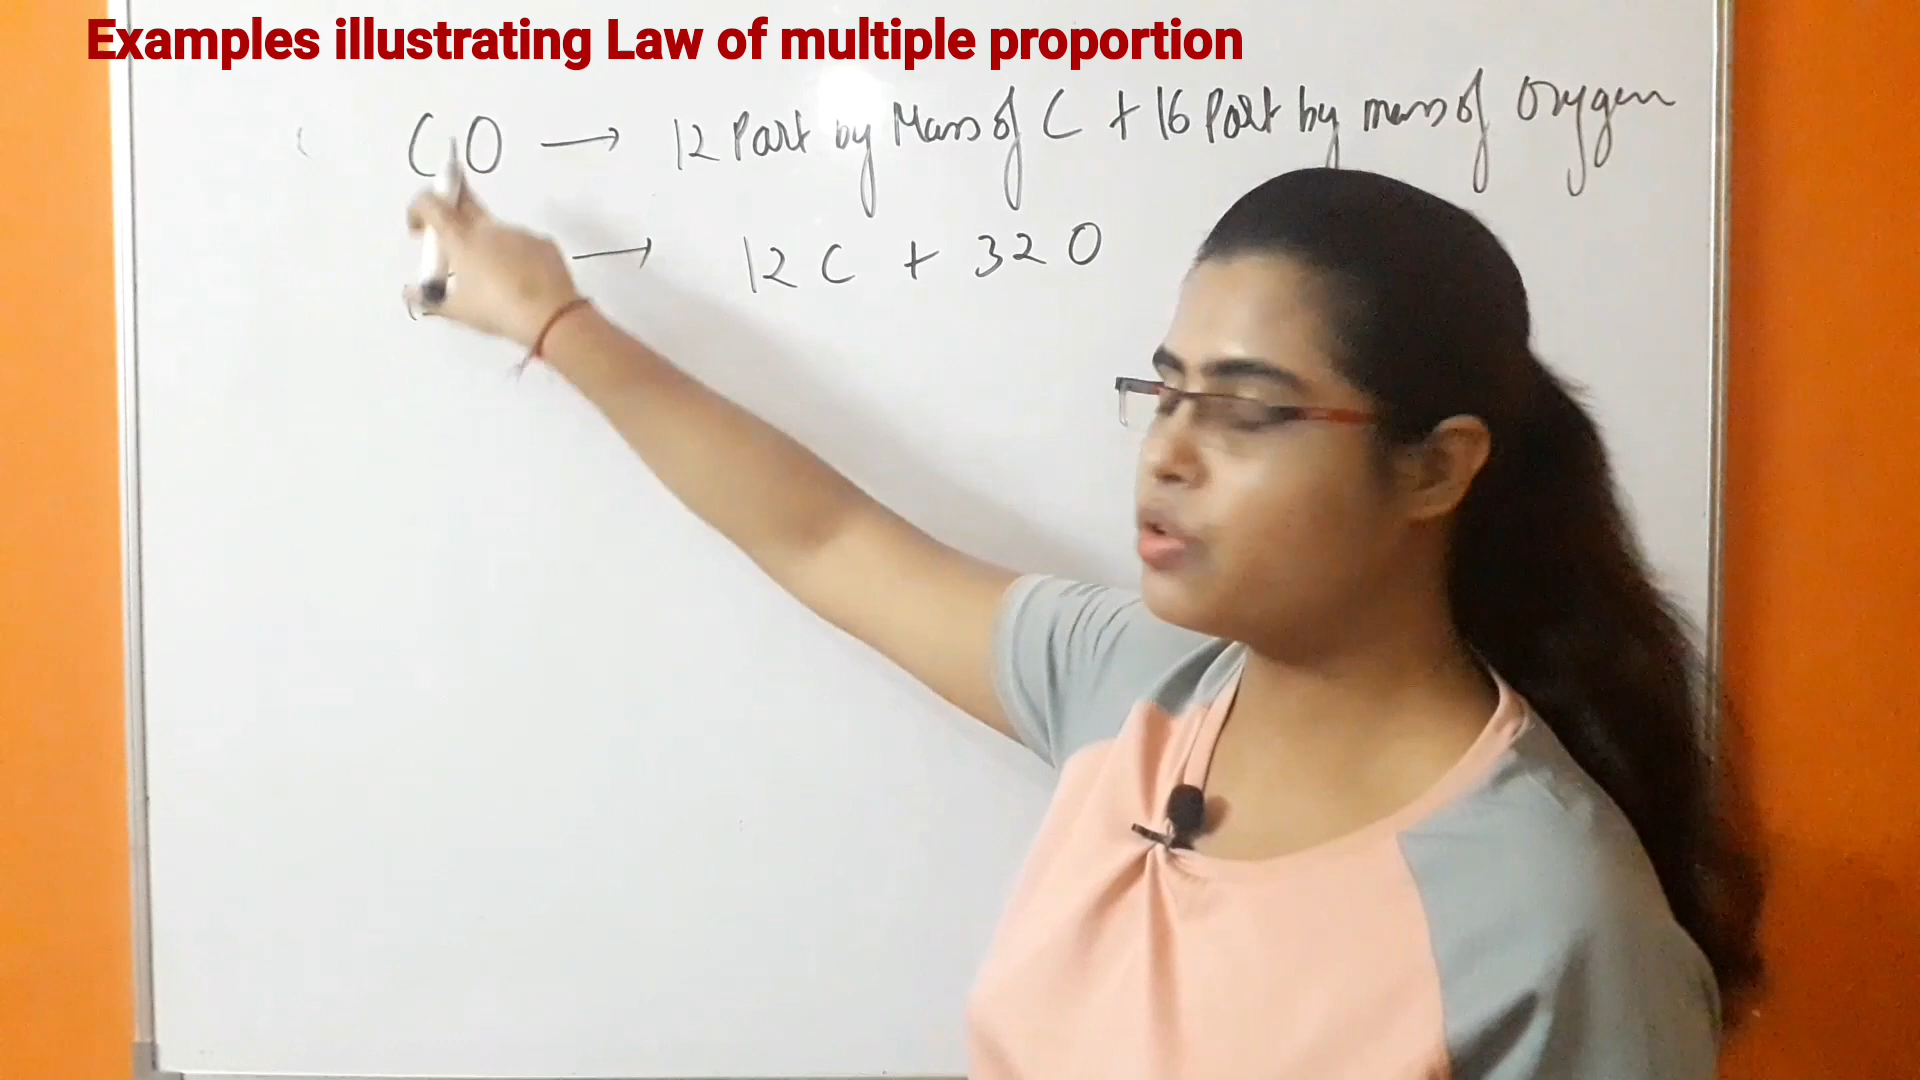 Examples illustrating Law of multiple proportion
CO → 12 Part by Mass of C + 16 Part by mass of Oxygen
→ 12 C + 32 O